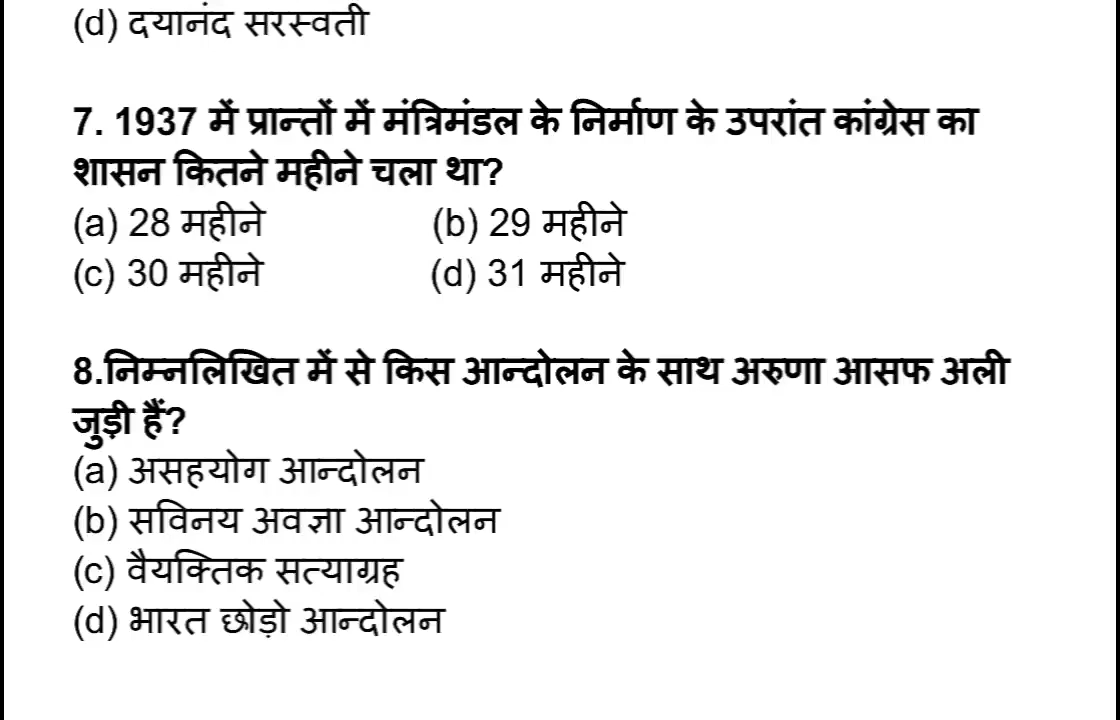 (d) दयानंद सरस्वती
7. 1937 में प्रान्तों में मंत्रिमंडल के निर्माण के उपरांत कांग्रेस का
शासन कितने महीने चला था?
(a) 28 महीने (b) 29 महीने
(c) 30 महीने (d) 31 महीने
8.निम्नलिखित में से किस आन्दोलन के साथ अरुणा आसफ अली
जुड़ी हैं?
(a) असहयोग आन्दोलन
(b) सविनय अवज्ञा आन्दोलन
(c) वैयक्तिक सत्याग्रह
(d) भारत छोड़ो आन्दोलन